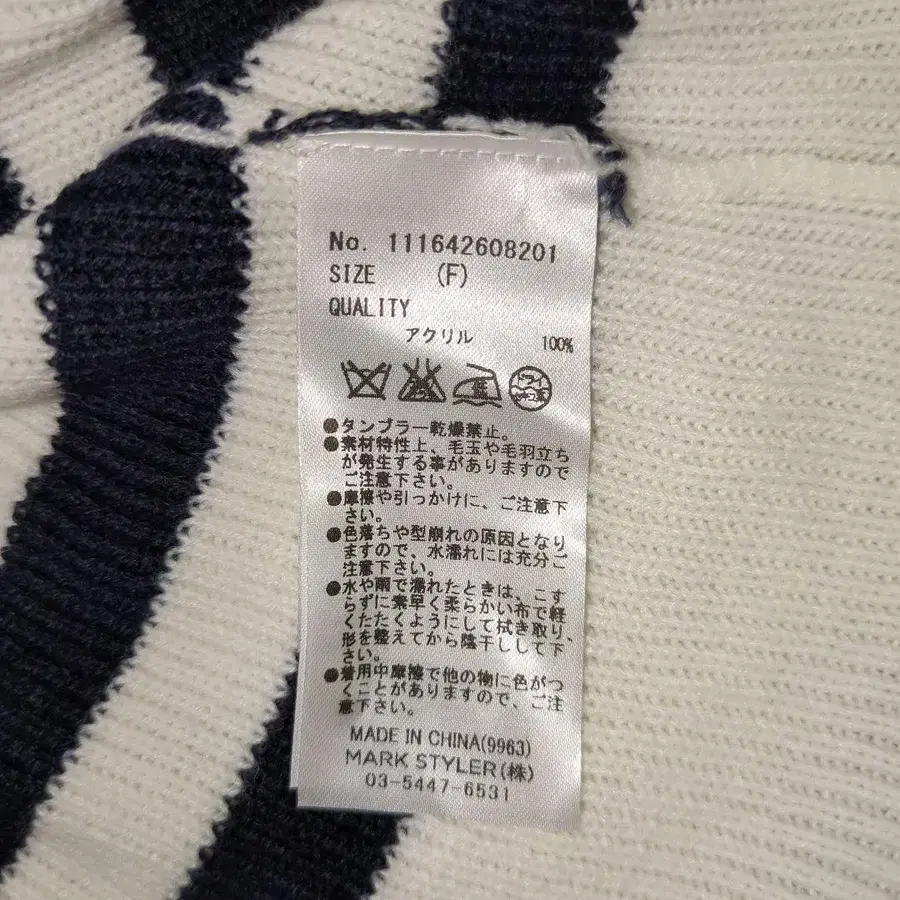 No. 111642608201
SIZE (F)
QUALITY
アクリル 100%
低
ドライ
●タンブラー乾燥禁止。
●素材特性上、毛玉や毛羽立ち
が発生する事がありますので
ご注意下さい。
●摩擦や引っかけに、ご注意下
さい。
●色落ちや型崩れの原因となり
ますので、水濡れには充分ご
注意下さい。
●水や雨で濡れたときは、こす
らずに素早く柔らかい布で軽
くたたくようにして拭き取り、
形を整えてから陰干しして下
さい。
●着用中摩擦で他の物に色がつ
くことがありますので、ご注
意下さい。
MADE IN CHINA(9963)
MARK STYLER(株)
03-5447-6531